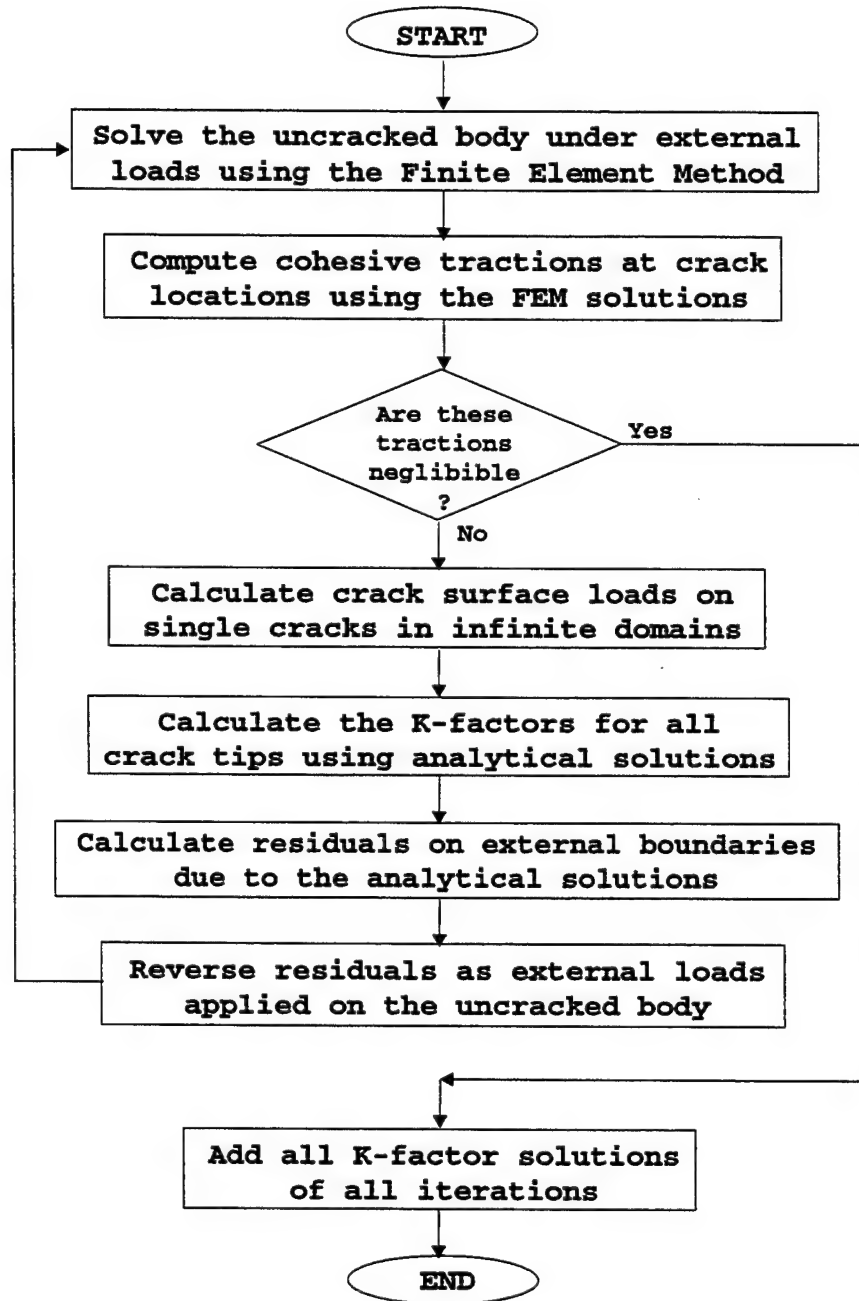 START
Solve the uncracked body under external
loads using the Finite Element Method
Compute cohesive tractions at crack
locations using the FEM solutions
Are these
tractions
neglibible
?
Yes
No
Calculate crack surface loads on
single cracks in infinite domains
Calculate the K-factors for all
crack tips using analytical solutions
Calculate residuals on external boundaries
due to the analytical solutions
Reverse residuals as external loads
applied on the uncracked body
Add all K-factor solutions
of all iterations
END